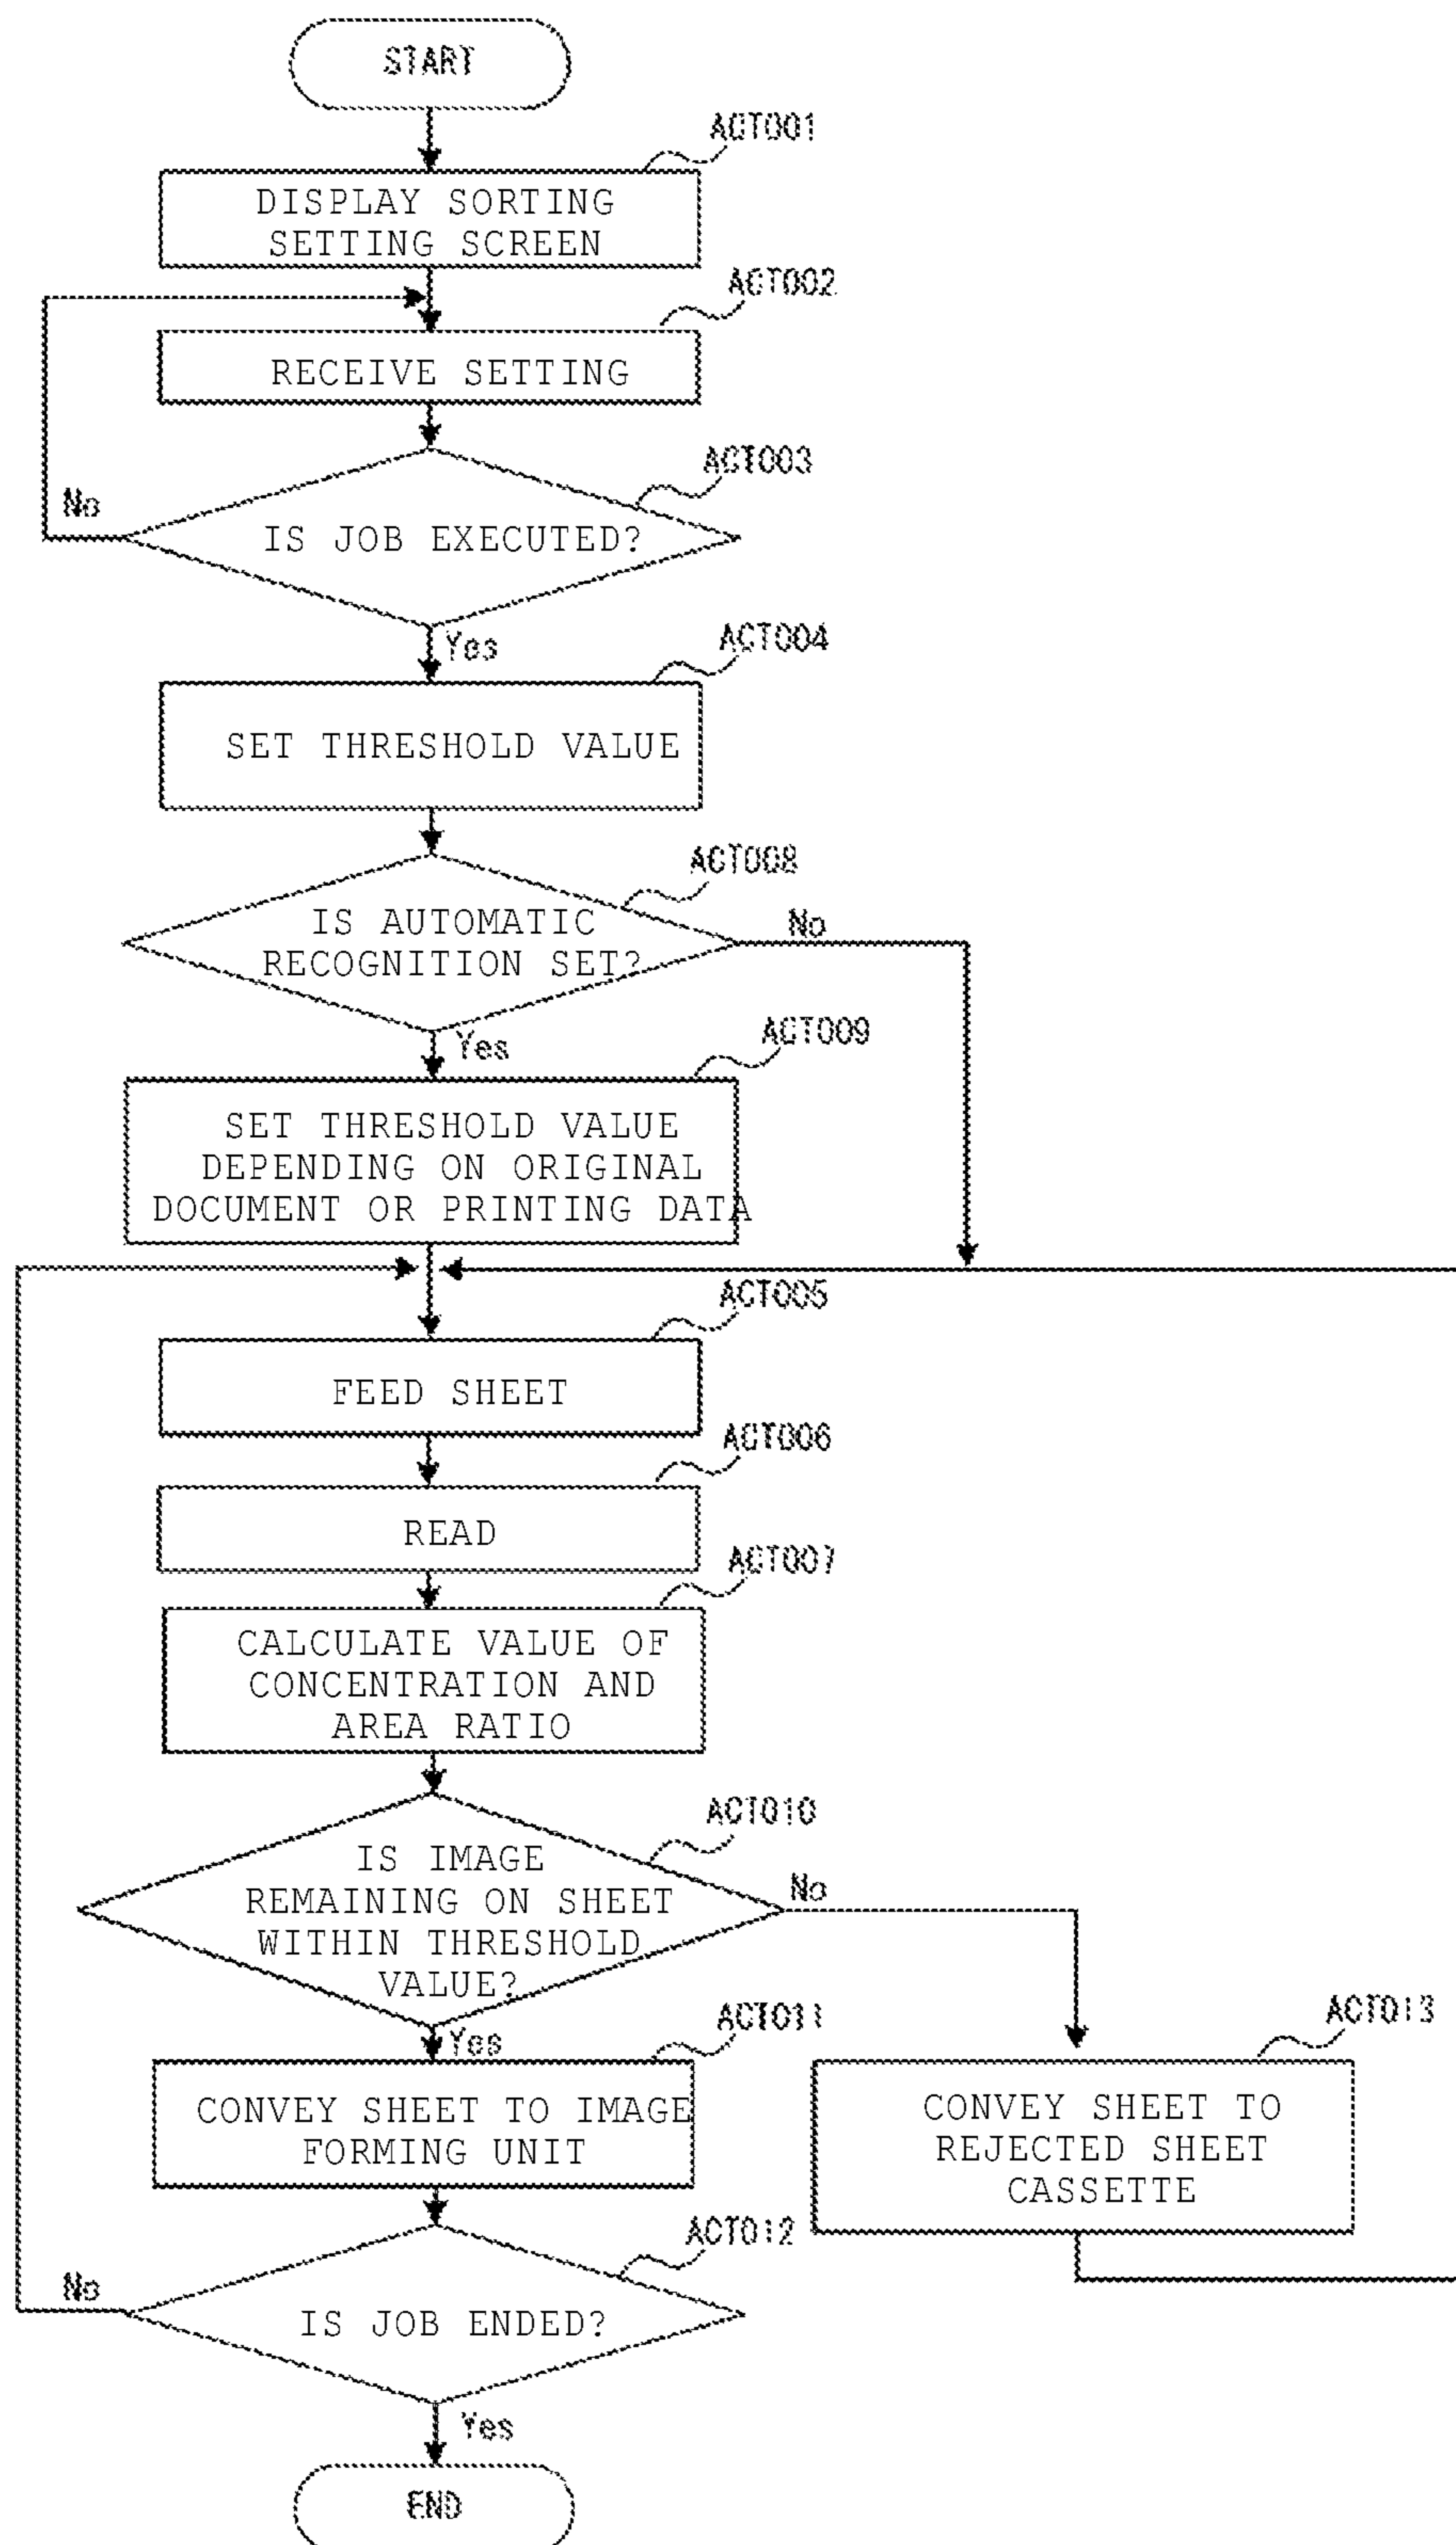 START
ACT001
DISPLAY SORTING
SETTING SCREEN
ACT002
RECEIVE SETTING
ACT003
No
IS JOB EXECUTED?
Yes
ACT004
SET THRESHOLD VALUE
ACT008
IS AUTOMATIC
RECOGNITION SET?
No
Yes
ACT009
SET THRESHOLD VALUE
DEPENDING ON ORIGINAL
DOCUMENT OR PRINTING DATA
ACT005
FEED SHEET
ACT006
READ
ACT007
CALCULATE VALUE OF
CONCENTRATION AND
AREA RATIO
ACT010
IS IMAGE
REMAINING ON SHEET
WITHIN THRESHOLD
VALUE?
No
Yes
ACT011
CONVEY SHEET TO IMAGE
FORMING UNIT
ACT013
CONVEY SHEET TO
REJECTED SHEET
CASSETTE
ACT012
No
IS JOB ENDED?
Yes
END